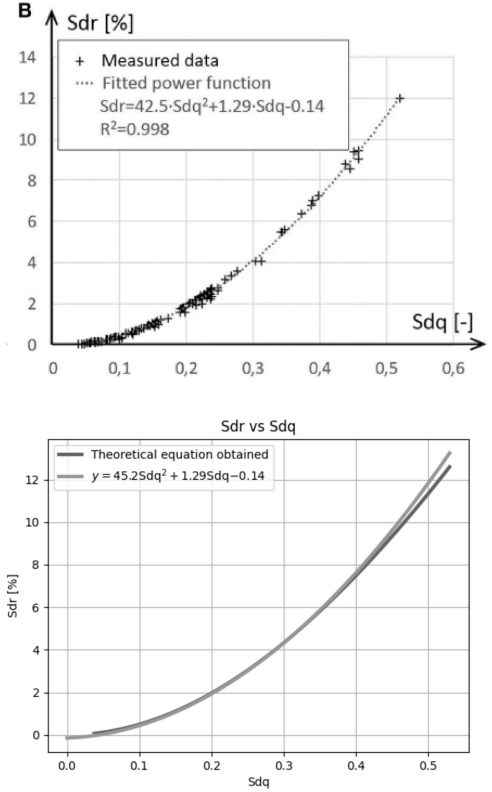 B
Sdr [%]
14
12
10
8
6
4
2
0
Measured data
Fitted power function
Sdr=42.5·Sdq²+1.29·Sdq-0.14
R²=0.998
Sdq [-]
0 0,1 0,2 0,3 0,4 0,5 0,6
Sdr vs Sdq
Theoretical equation obtained
y = 45.2Sdq² + 1.29Sdq−0.14
Sdr [%]
12
10
8
6
4
2
0
0.0 0.1 0.2 0.3 0.4 0.5
Sdq